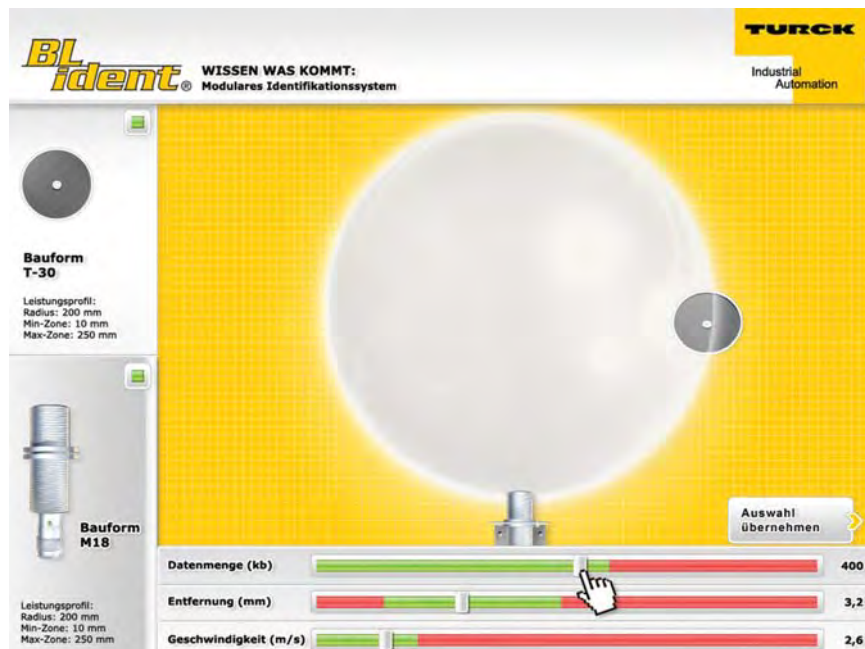 TURCK
Industrial
Automation
BL
ident®
WISSEN WAS KOMMT:
Modulares Identifikationssystem
Bauform
T-30
Leistungsprofil:
Radius: 200 mm
Min-Zone: 10 mm
Max-Zone: 250 mm
Bauform
M18
Leistungsprofil:
Radius: 200 mm
Min-Zone: 10 mm
Max-Zone: 250 mm
Auswahl
übernehmen
Datenmenge (kb) 400
Entfernung (mm) 3,2
Geschwindigkeit (m/s) 2,6